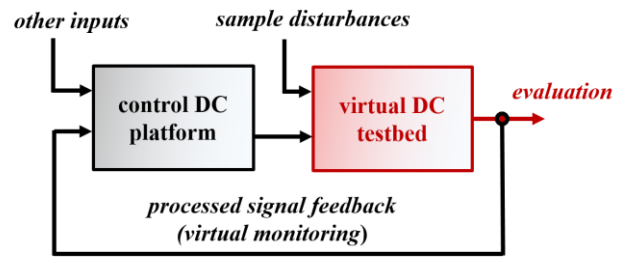 other inputs
sample disturbances
control DC
platform
virtual DC
testbed
evaluation
processed signal feedback
(virtual monitoring)